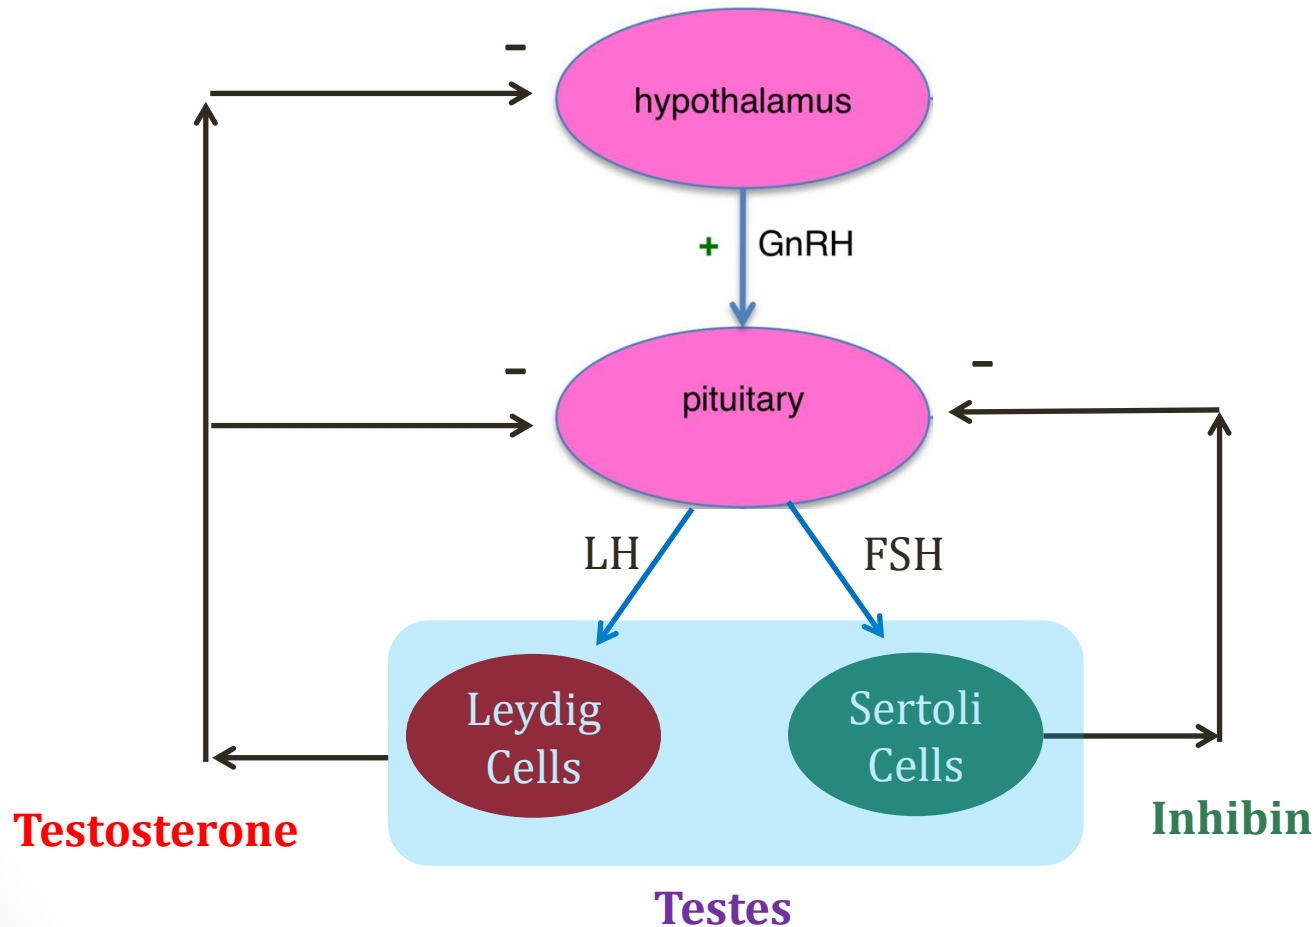 -
hypothalamus
+ GnRH
- -
pituitary
LH FSH
Leydig
Cells
Sertoli
Cells
Testosterone
Inhibin
Testes